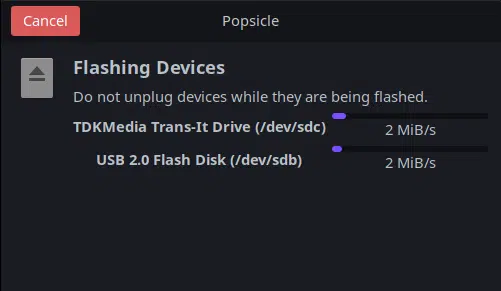 Cancel
Popsicle
Flashing Devices
Do not unplug devices while they are being flashed.
TDKMedia Trans-It Drive (/dev/sdc)
2 MiB/s
USB 2.0 Flash Disk (/dev/sdb)
2 MiB/s